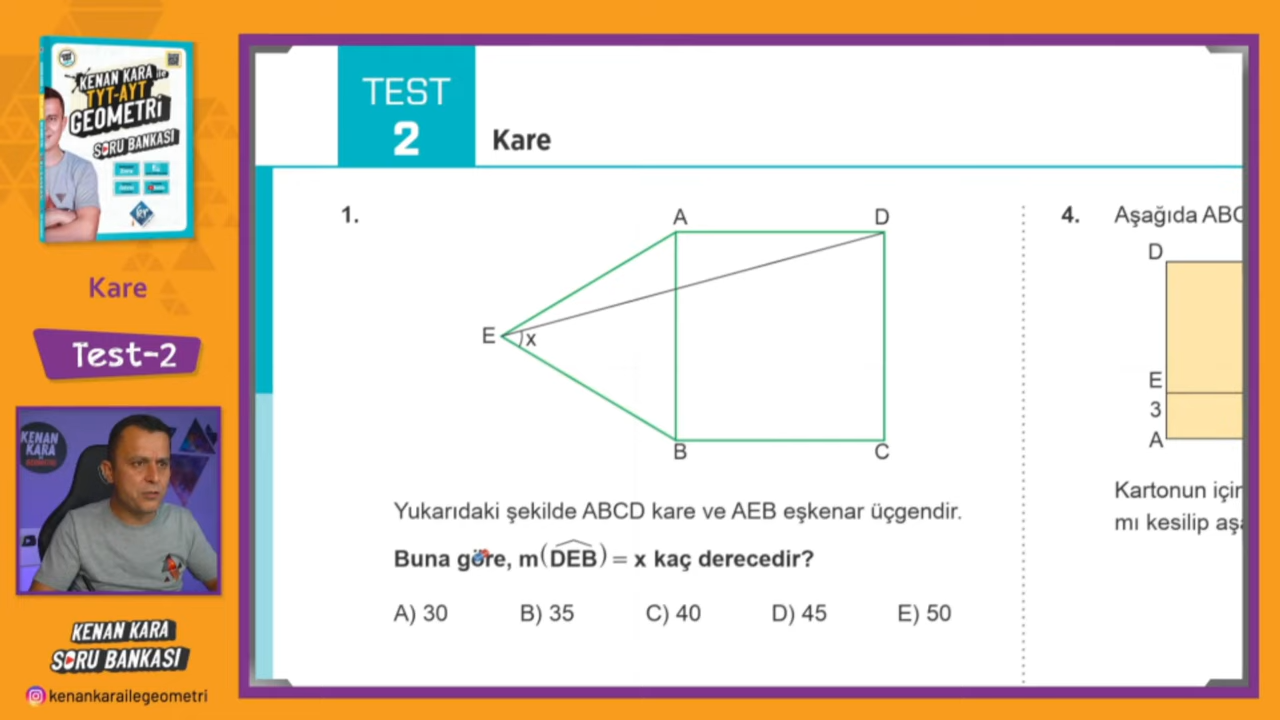 KENAN KARA ile
TYT-AYT
GEOMETRİ
SORU BANKASI
Kare
Test-2
KENAN
KARA
KENAN KARA
SORU BANKASI
kenankarailegeometri
TEST
2
Kare
1.
A
D
E
x
B
C
Yukarıdaki şekilde ABCD kare ve AEB eşkenar üçgendir.
Buna göre, m(DEB) = x kaç derecedir?
A) 30 B) 35 C) 40 D) 45 E) 50
4. Aşağıda ABC
D
E
3
A
Kartonun için
mı kesilip aşa